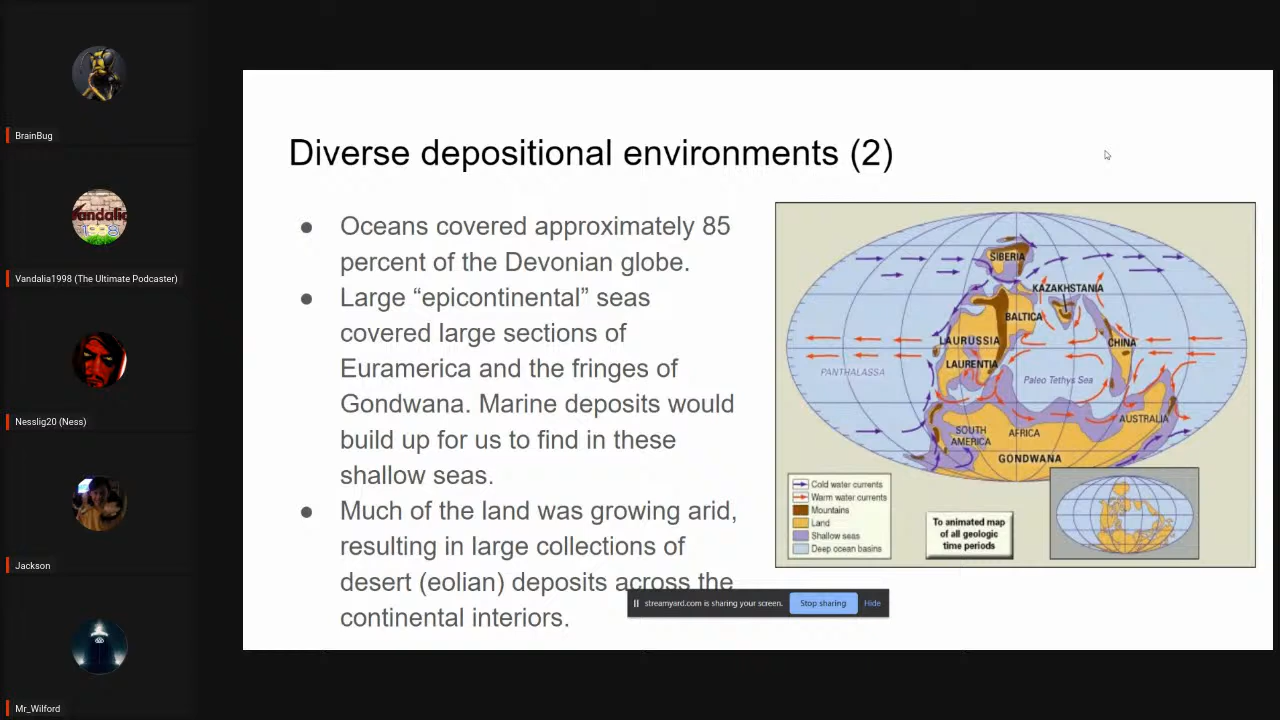 BrainBug
Vandalia
1998
Vandalia1998 (The Ultimate Podcaster)
Nesslig20 (Ness)
Jackson
Mr_Wilford
Diverse depositional environments (2)
● Oceans covered approximately 85
percent of the Devonian globe.
● Large “epicontinental” seas
covered large sections of
Euramerica and the fringes of
Gondwana. Marine deposits would
build up for us to find in these
shallow seas.
● Much of the land was growing arid,
resulting in large collections of
desert (eolian) deposits across the
continental interiors.
SIBERIA
KAZAKHSTANIA
BALTICA
LAURUSSIA
CHINA
LAURENTIA
PANTHALASSA
Paleo Tethys Sea
AUSTRALIA
SOUTH
AMERICA
AFRICA
GONDWANA
Cold water currents
Warm water currents
Mountains
Land
Shallow seas
Deep ocean basins
To animated map
of all geologic
time periods
streamyard.com is sharing your screen.
Stop sharing
Hide